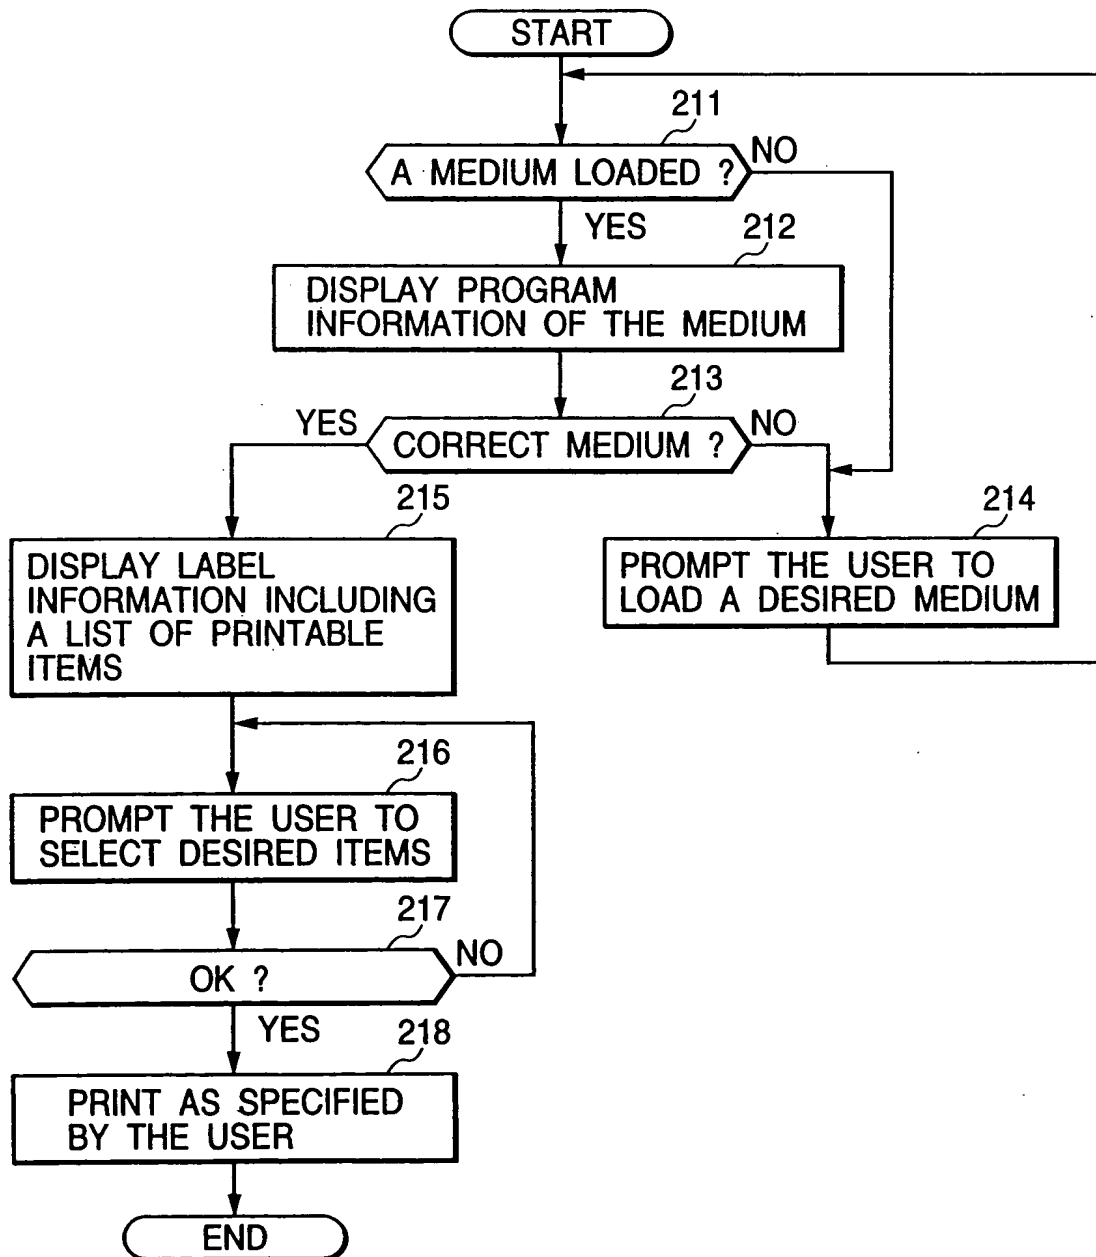 START
211
A MEDIUM LOADED ?
NO
YES
212
DISPLAY PROGRAM
INFORMATION OF THE MEDIUM
213
YES
CORRECT MEDIUM ?
NO
215
DISPLAY LABEL
INFORMATION INCLUDING
A LIST OF PRINTABLE
ITEMS
214
PROMPT THE USER TO
LOAD A DESIRED MEDIUM
216
PROMPT THE USER TO
SELECT DESIRED ITEMS
217
OK ?
NO
YES
218
PRINT AS SPECIFIED
BY THE USER
END